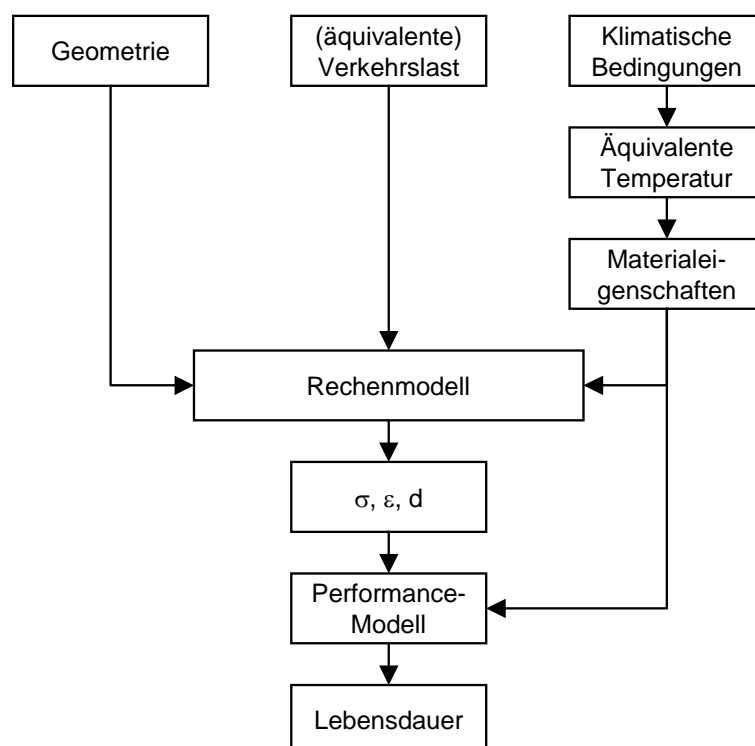 Geometrie
(äquivalente)
Verkehrslast
Klimatische
Bedingungen
Äquivalente
Temperatur
Materialei-
genschaften
Rechenmodell
σ, ε, d
Performance-
Modell
Lebensdauer